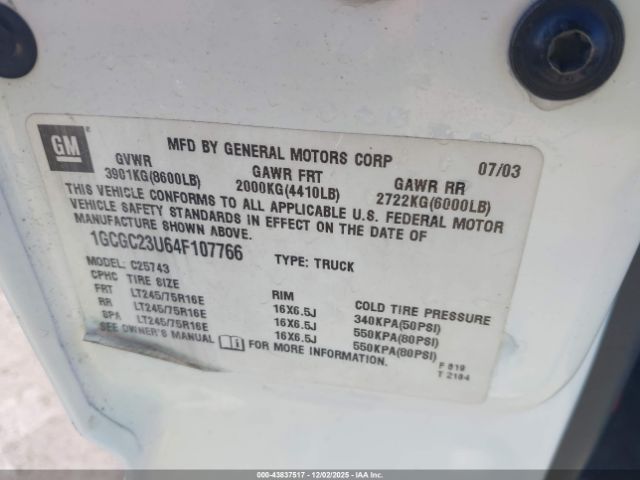 GM
MFD BY GENERAL MOTORS CORP 07/03
GVWR GAWR FRT GAWR RR
3901KG(8600LB) 2000KG(4410LB) 2722KG(6000LB)
THIS VEHICLE CONFORMS TO ALL APPLICABLE U.S. FEDERAL MOTOR
VEHICLE SAFETY STANDARDS IN EFFECT ON THE DATE OF
MANUFACTURE SHOWN ABOVE.
1GCGC23U64F107766 TYPE: TRUCK
MODEL: C25743
CPHC TIRE SIZE RIM COLD TIRE PRESSURE
FRT LT245/75R16E 16X6.5J 340KPA(50PSI)
RR LT245/75R16E 16X6.5J 550KPA(80PSI)
SPA LT245/75R16E 16X6.5J 550KPA(80PSI)
SEE OWNER'S MANUAL FOR MORE INFORMATION.
F 819
T 2184
000-43837517 - 12/02/2025 - COPYRIGHT IAA, LLC.